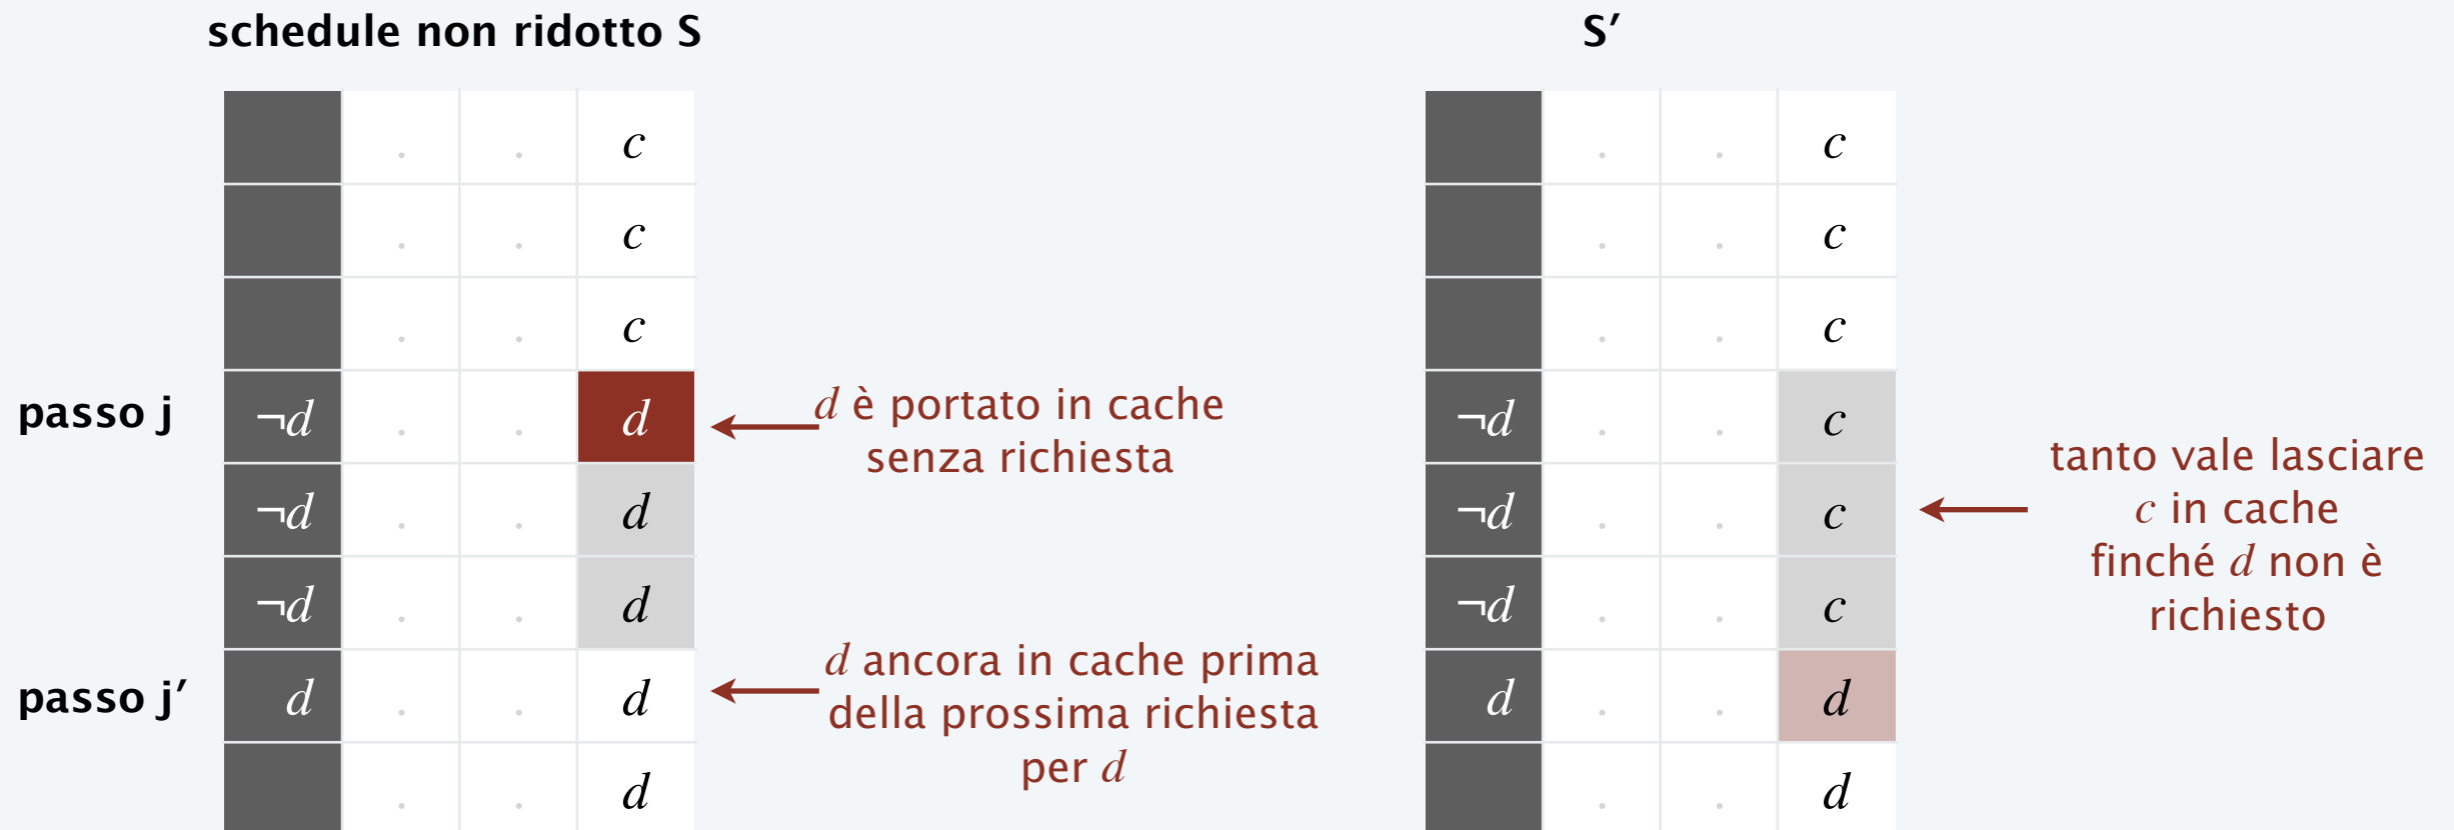 schedule non ridotto S
S′
. . c
. . c
. . c
passo j ¬d . . d
¬d . . d
¬d . . d
passo j′ d . . d
. . d
d è portato in cache
senza richiesta
d ancora in cache prima
della prossima richiesta
per d
. . c
. . c
. . c
¬d . . c
¬d . . c
¬d . . c
d . . d
. . d
tanto vale lasciare
c in cache
finché d non è
richiesto